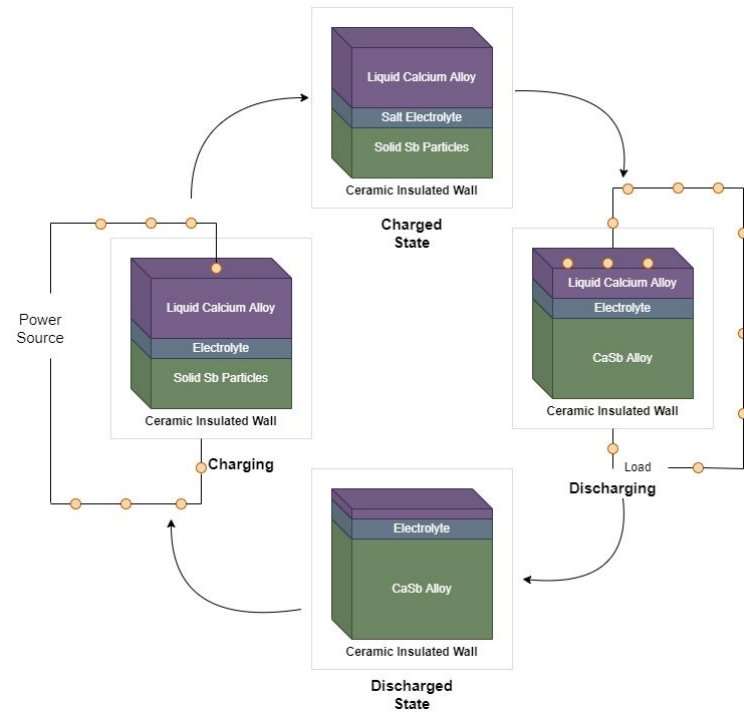 Liquid Calcium Alloy
Salt Electrolyte
Solid Sb Particles
Ceramic Insulated Wall
Charged
State
Liquid Calcium Alloy
Electrolyte
CaSb Alloy
Ceramic Insulated Wall
Load
Discharging
Power
Source
Liquid Calcium Alloy
Electrolyte
Solid Sb Particles
Ceramic Insulated Wall
Charging
Electrolyte
CaSb Alloy
Ceramic Insulated Wall
Discharged
State